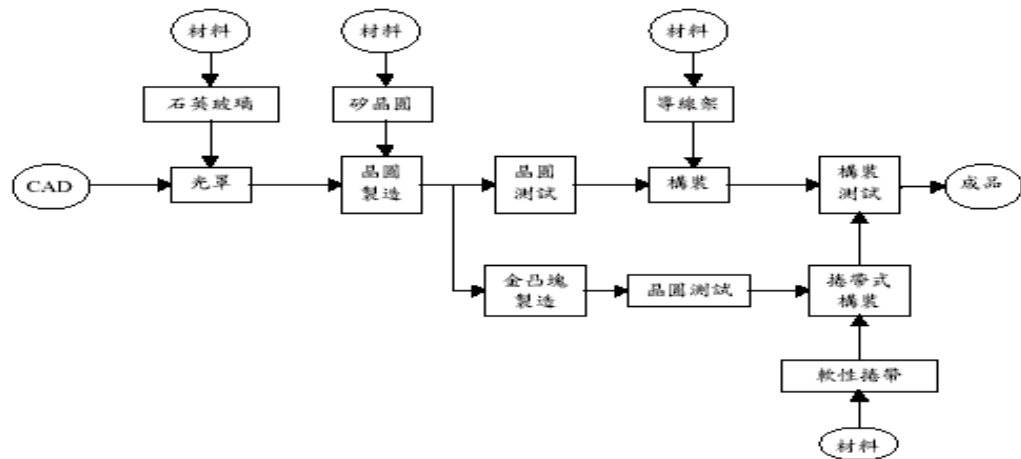 材料
材料
材料
石英玻璃
矽晶圓
導線架
CAD
光罩
晶圓
製造
晶圓
測試
構裝
構裝
測試
成品
金凸塊
製造
晶圓測試
捲帶式
構裝
軟性捲帶
材料